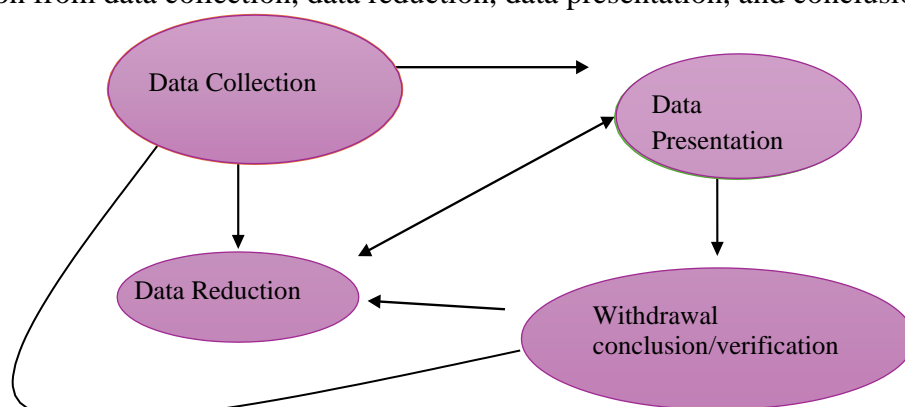 on from data collection, data reduction, data presentation, and conclusio
Data Collection
Data
Presentation
Data Reduction
Withdrawal
conclusion/verification